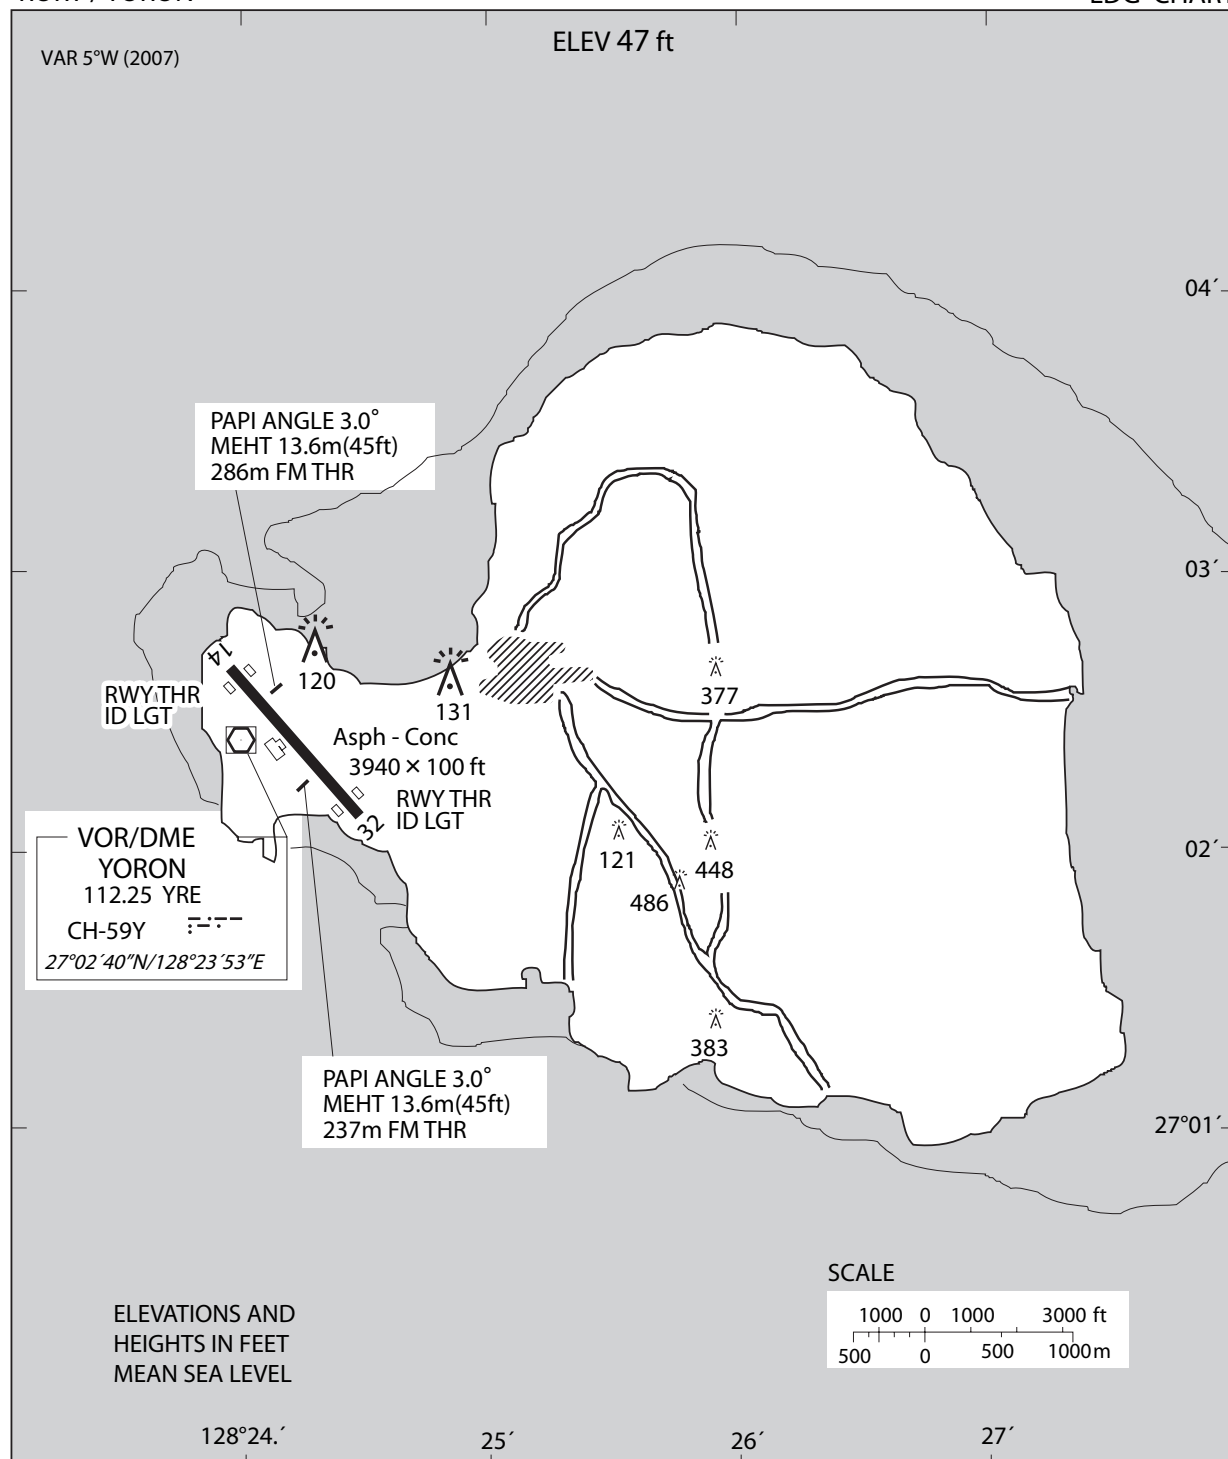 VAR 5°W (2007)
ELEV 47 ft
04´
PAPI ANGLE 3.0°
MEHT 13.6m(45ft)
286m FM THR
03´
14
RWY THR
ID LGT
120
131
377
Asph - Conc
3940 × 100 ft
RWY THR
ID LGT
32
121
448
486
02´
VOR/DME
YORON
112.25 YRE
CH-59Y
27°02´40”N/128°23´53”E
383
PAPI ANGLE 3.0°
MEHT 13.6m(45ft)
237m FM THR
27°01´
SCALE
1000 0 1000 3000 ft
500 0 500 1000m
ELEVATIONS AND
HEIGHTS IN FEET
MEAN SEA LEVEL
128°24.´ 25´ 26´ 27´